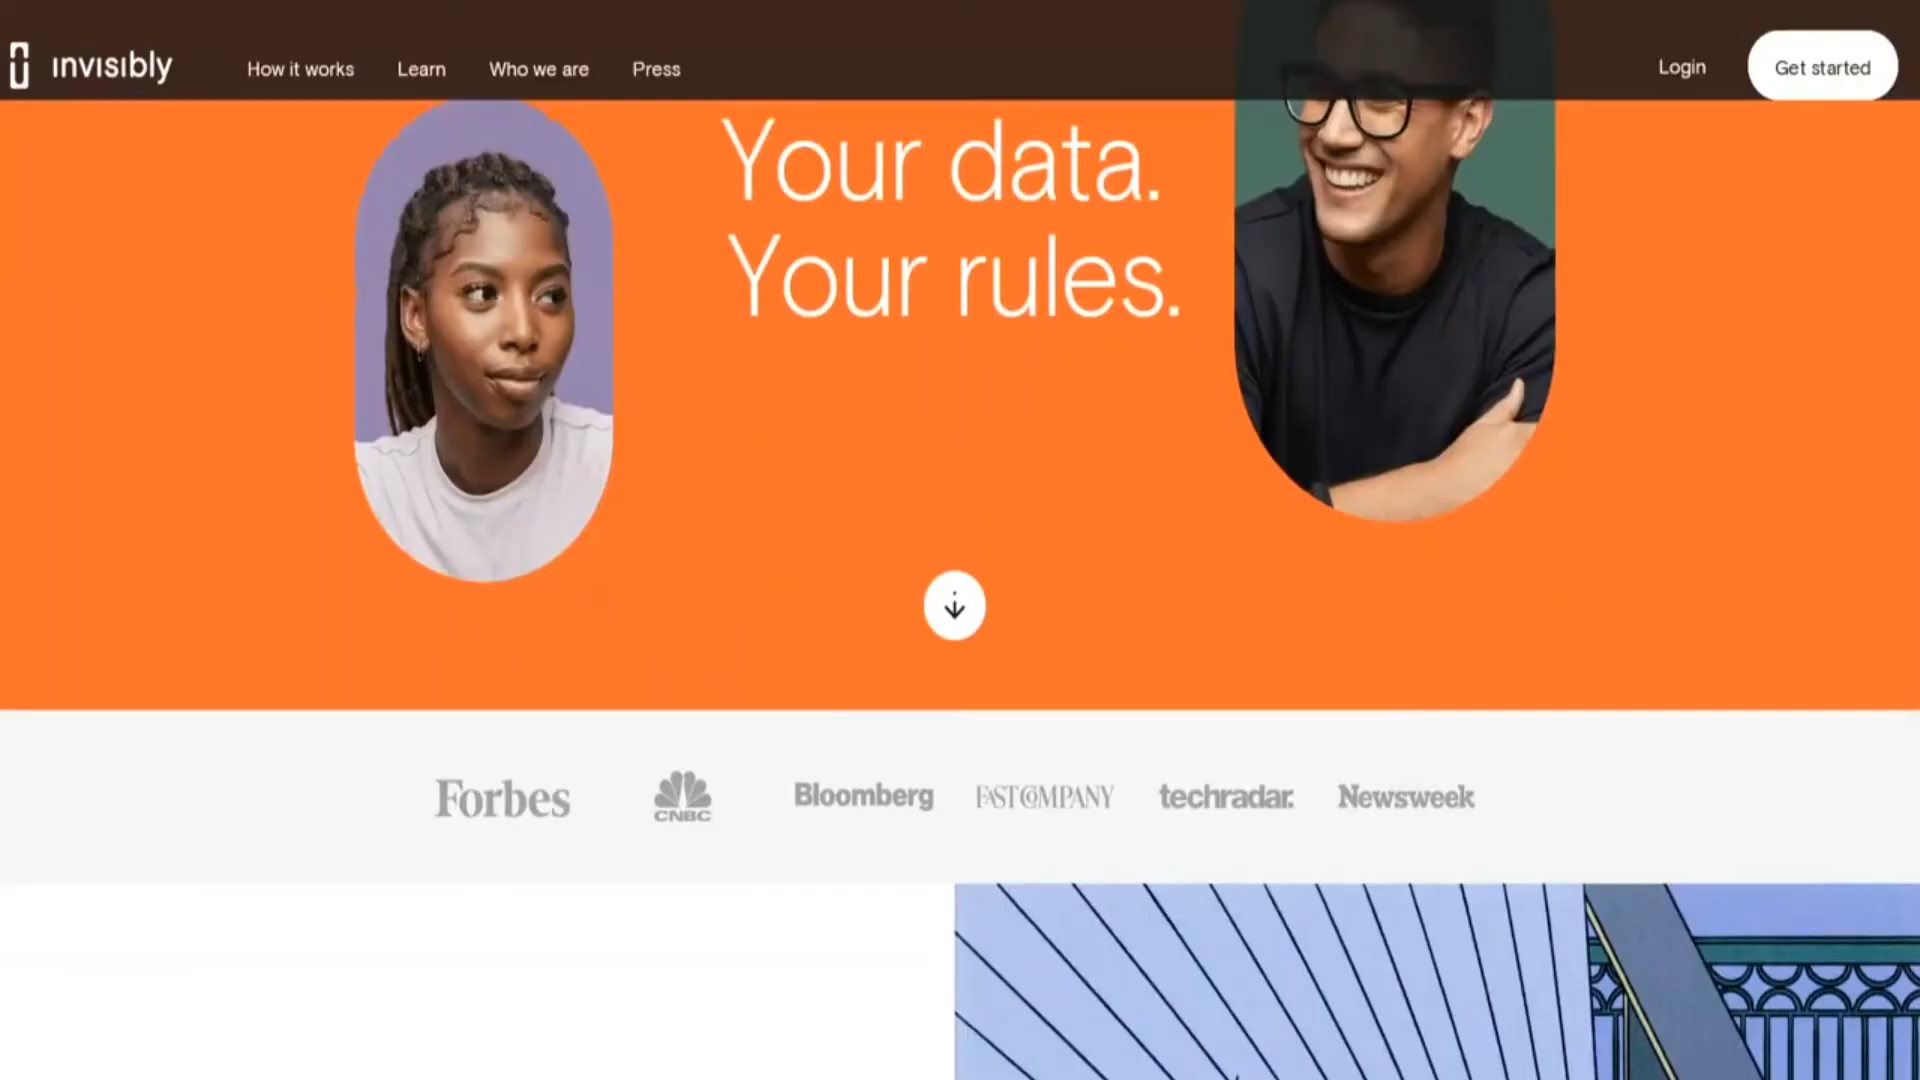 invisibly
How it works
Learn
Who we are
Press
Login
Get started
Your data.
Your rules.
Forbes
CNBC
Bloomberg
FAST COMPANY
techradar.
Newsweek